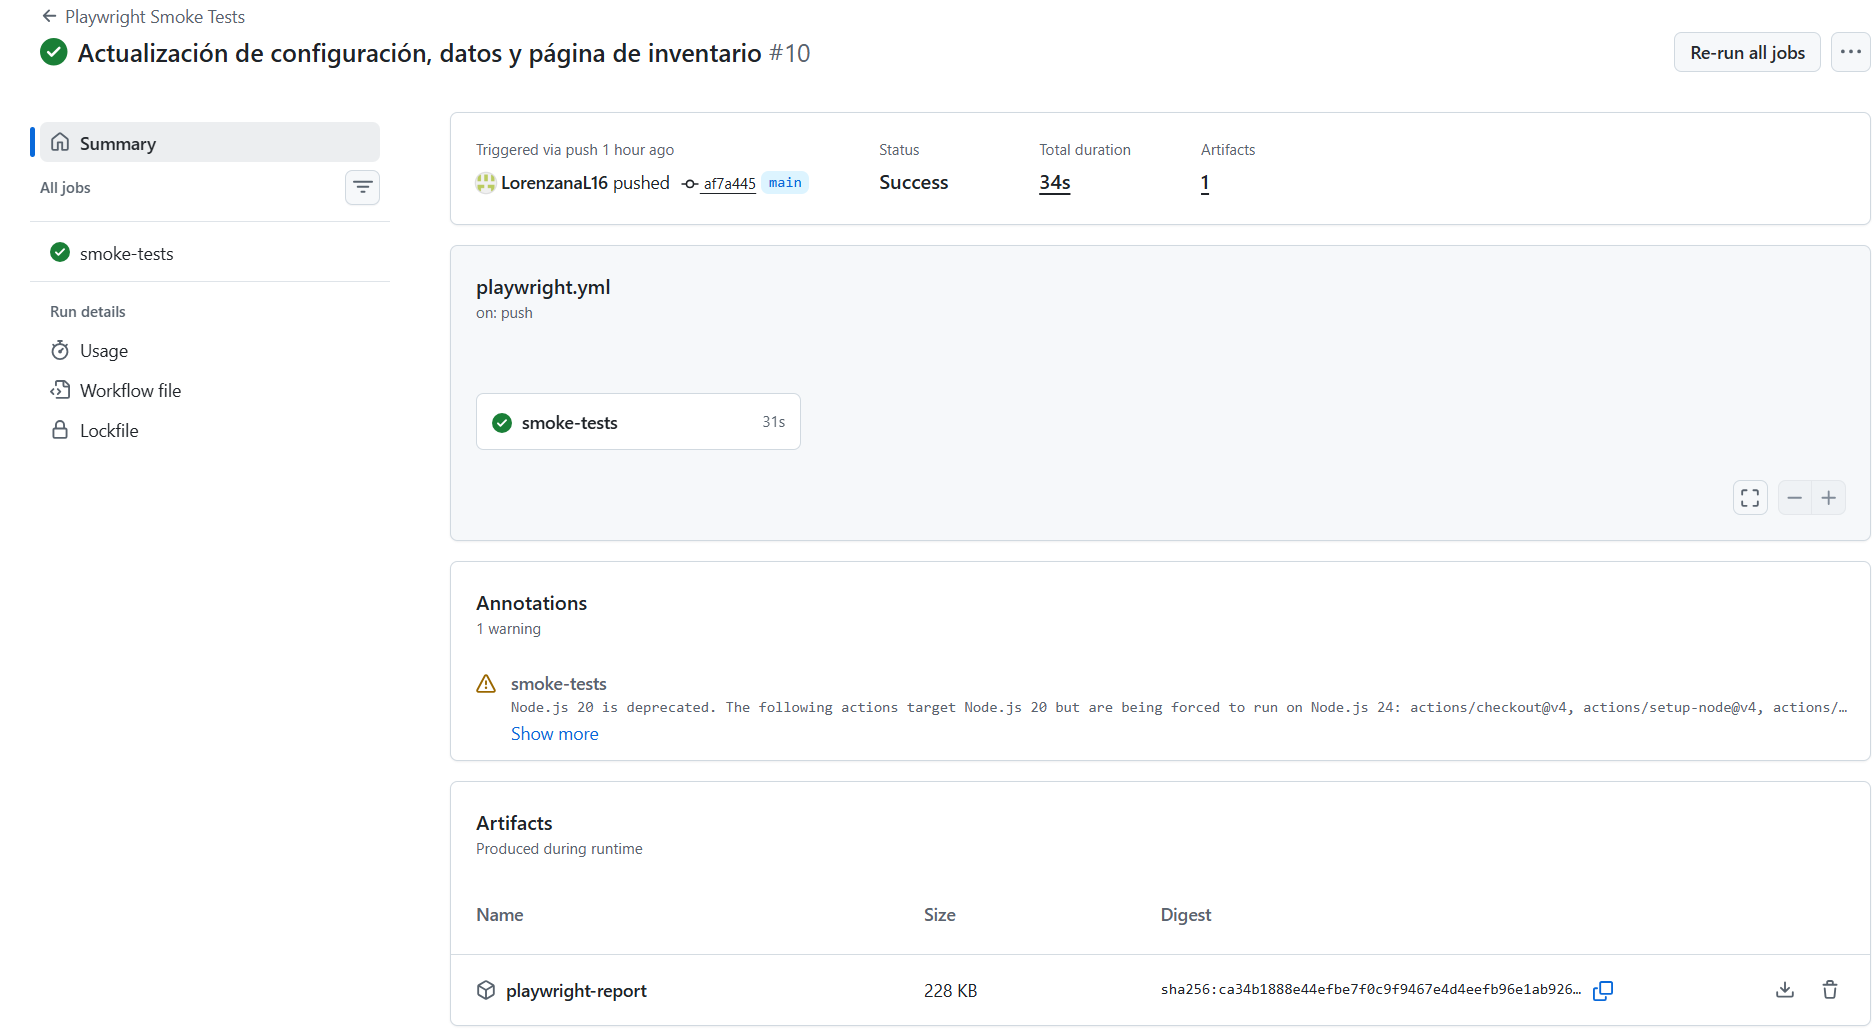 Playwright Smoke Tests
Actualización de configuración, datos y página de inventario #10
Re-run all jobs
Summary
All jobs
smoke-tests
Run details
Usage
Workflow file
Lockfile
Triggered via push 1 hour ago
LorenzanaL16 pushed af7a445 main
Status
Success
Total duration
34s
Artifacts
1
playwright.yml
on: push
smoke-tests 31s
Annotations
1 warning
smoke-tests
Node.js 20 is deprecated. The following actions target Node.js 20 but are being forced to run on Node.js 24: actions/checkout@v4, actions/setup-node@v4, actions/…
Show more
Artifacts
Produced during runtime
Name Size Digest
playwright-report 228 KB sha256:ca34b1888e44efbe7f0c9f9467e4d4eefb96e1ab926…